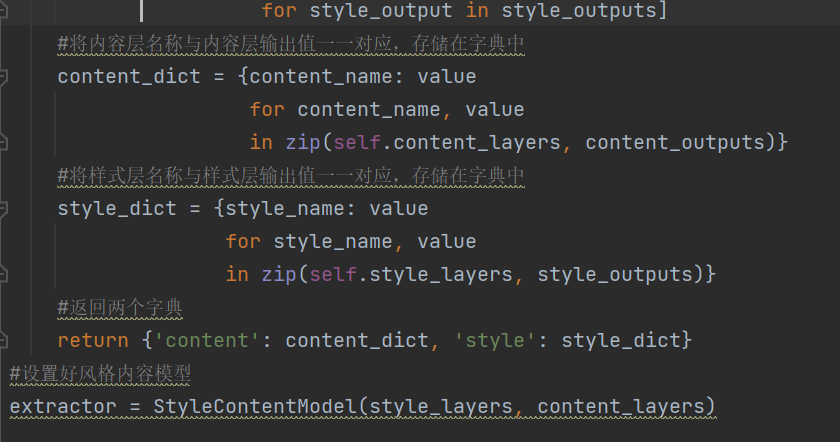 for style_output in style_outputs]
#将内容层名称与内容层输出值一一对应，存储在字典中
content_dict = {content_name: value
for content_name, value
in zip(self.content_layers, content_outputs)}
#将样式层名称与样式层输出值一一对应，存储在字典中
style_dict = {style_name: value
for style_name, value
in zip(self.style_layers, style_outputs)}
#返回两个字典
return {'content': content_dict, 'style': style_dict}
#设置好风格内容模型
extractor = StyleContentModel(style_layers, content_layers)